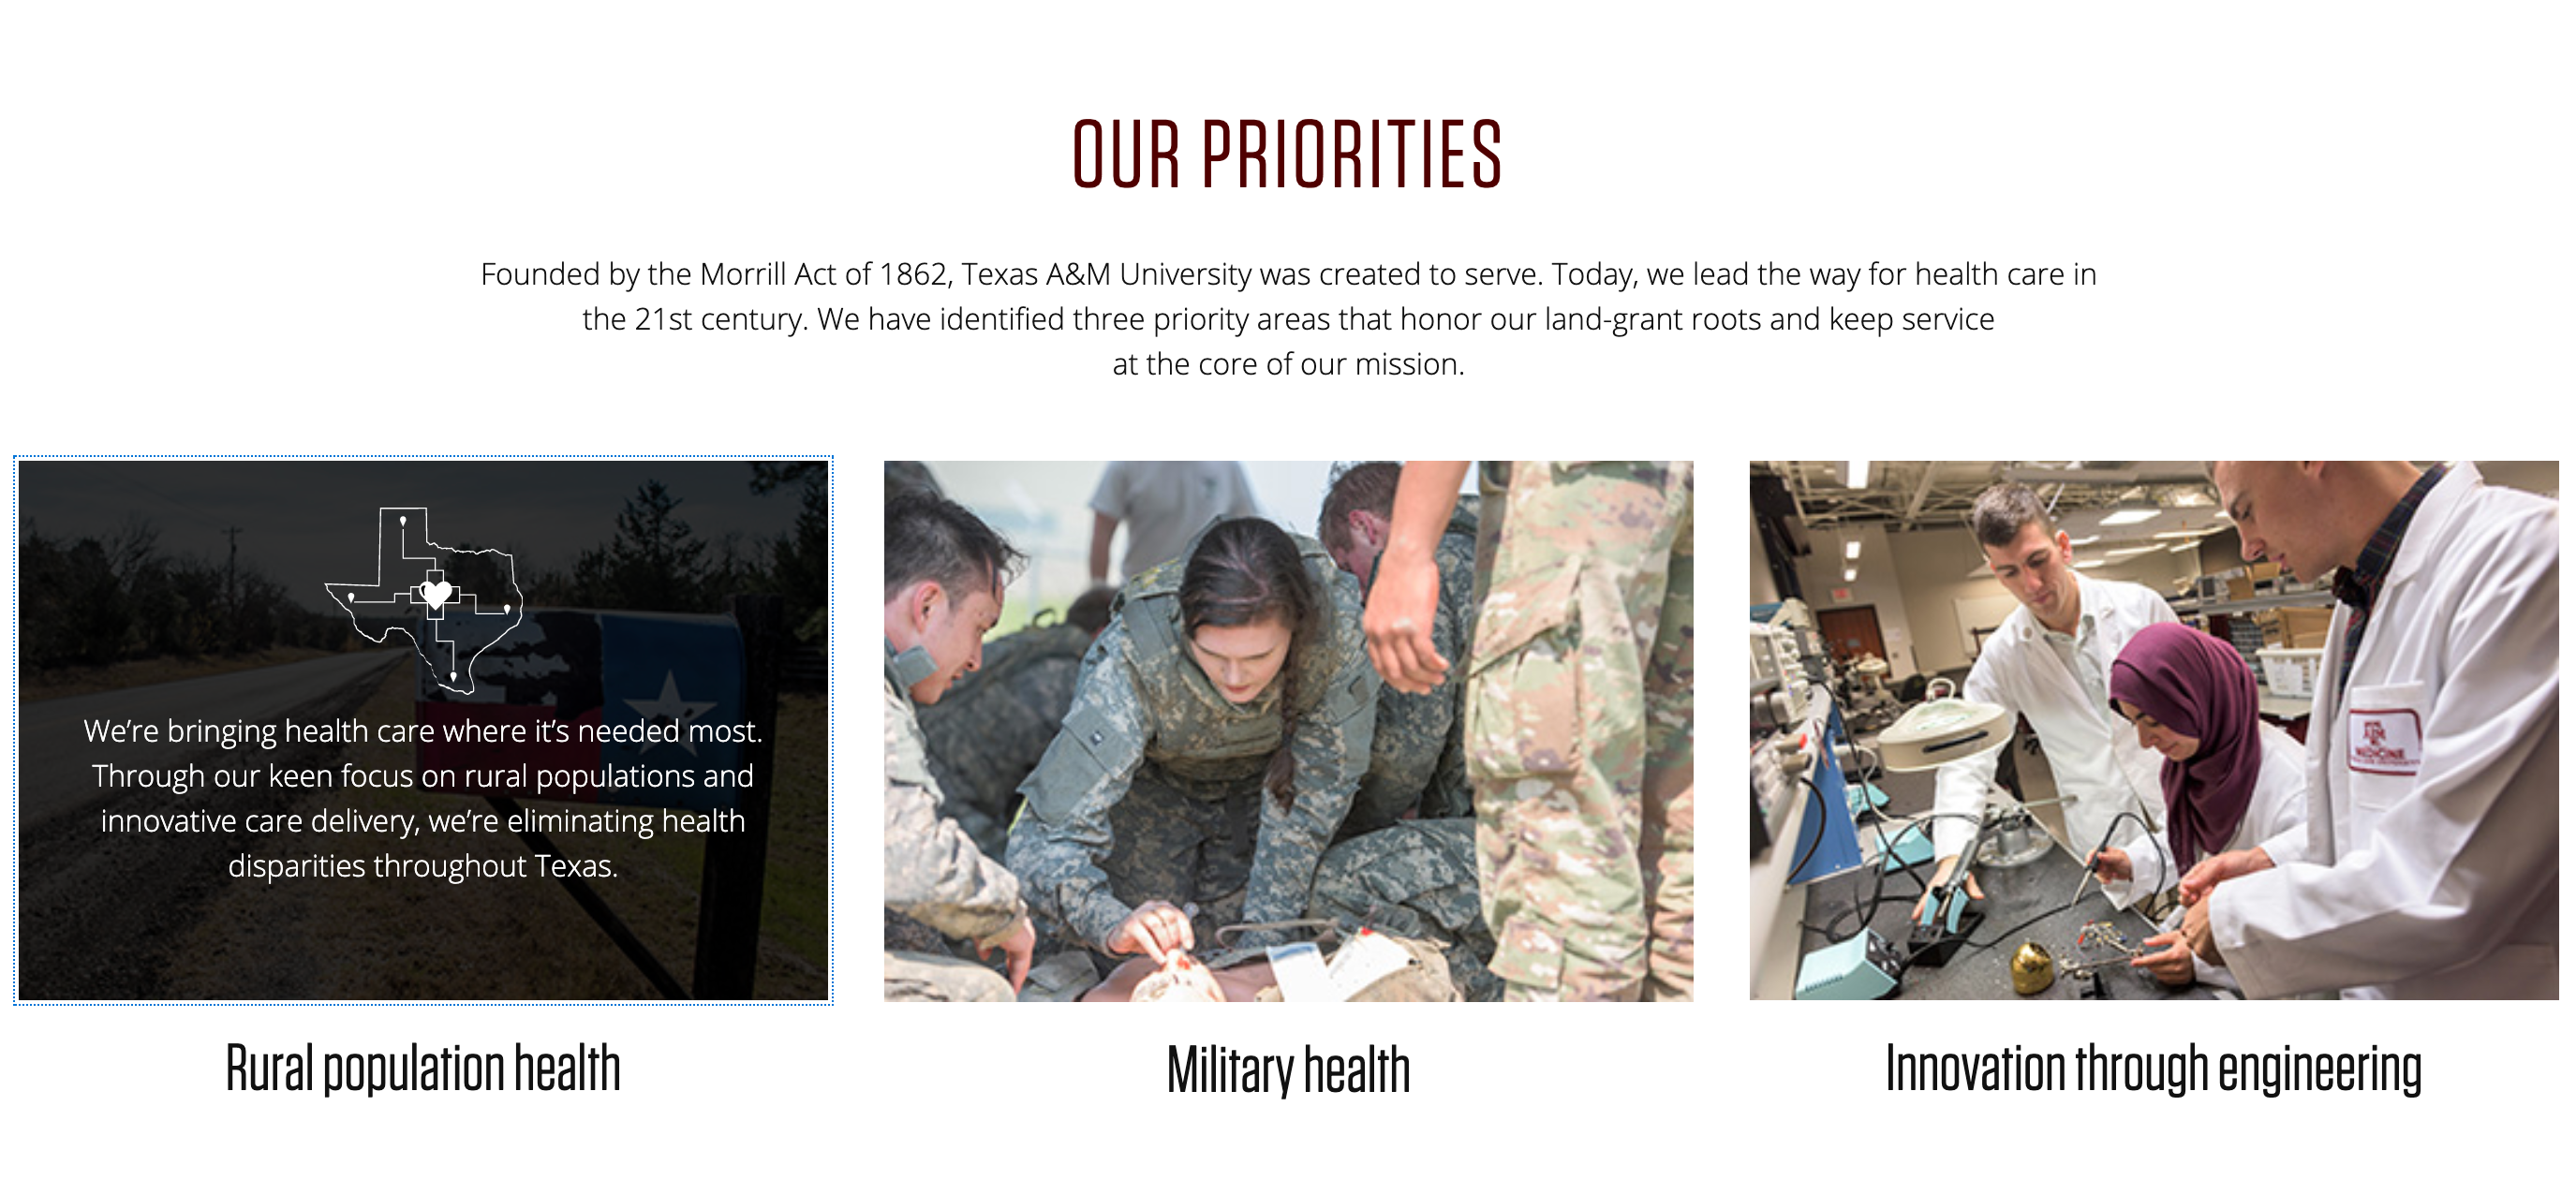 OUR PRIORITIES
Founded by the Morrill Act of 1862, Texas A&M University was created to serve. Today, we lead the way for health care in
the 21st century. We have identified three priority areas that honor our land-grant roots and keep service
at the core of our mission.
We’re bringing health care where it’s needed most.
Through our keen focus on rural populations and
innovative care delivery, we’re eliminating health
disparities throughout Texas.
ATM
MEDICINE
Rural population health
Military health
Innovation through engineering